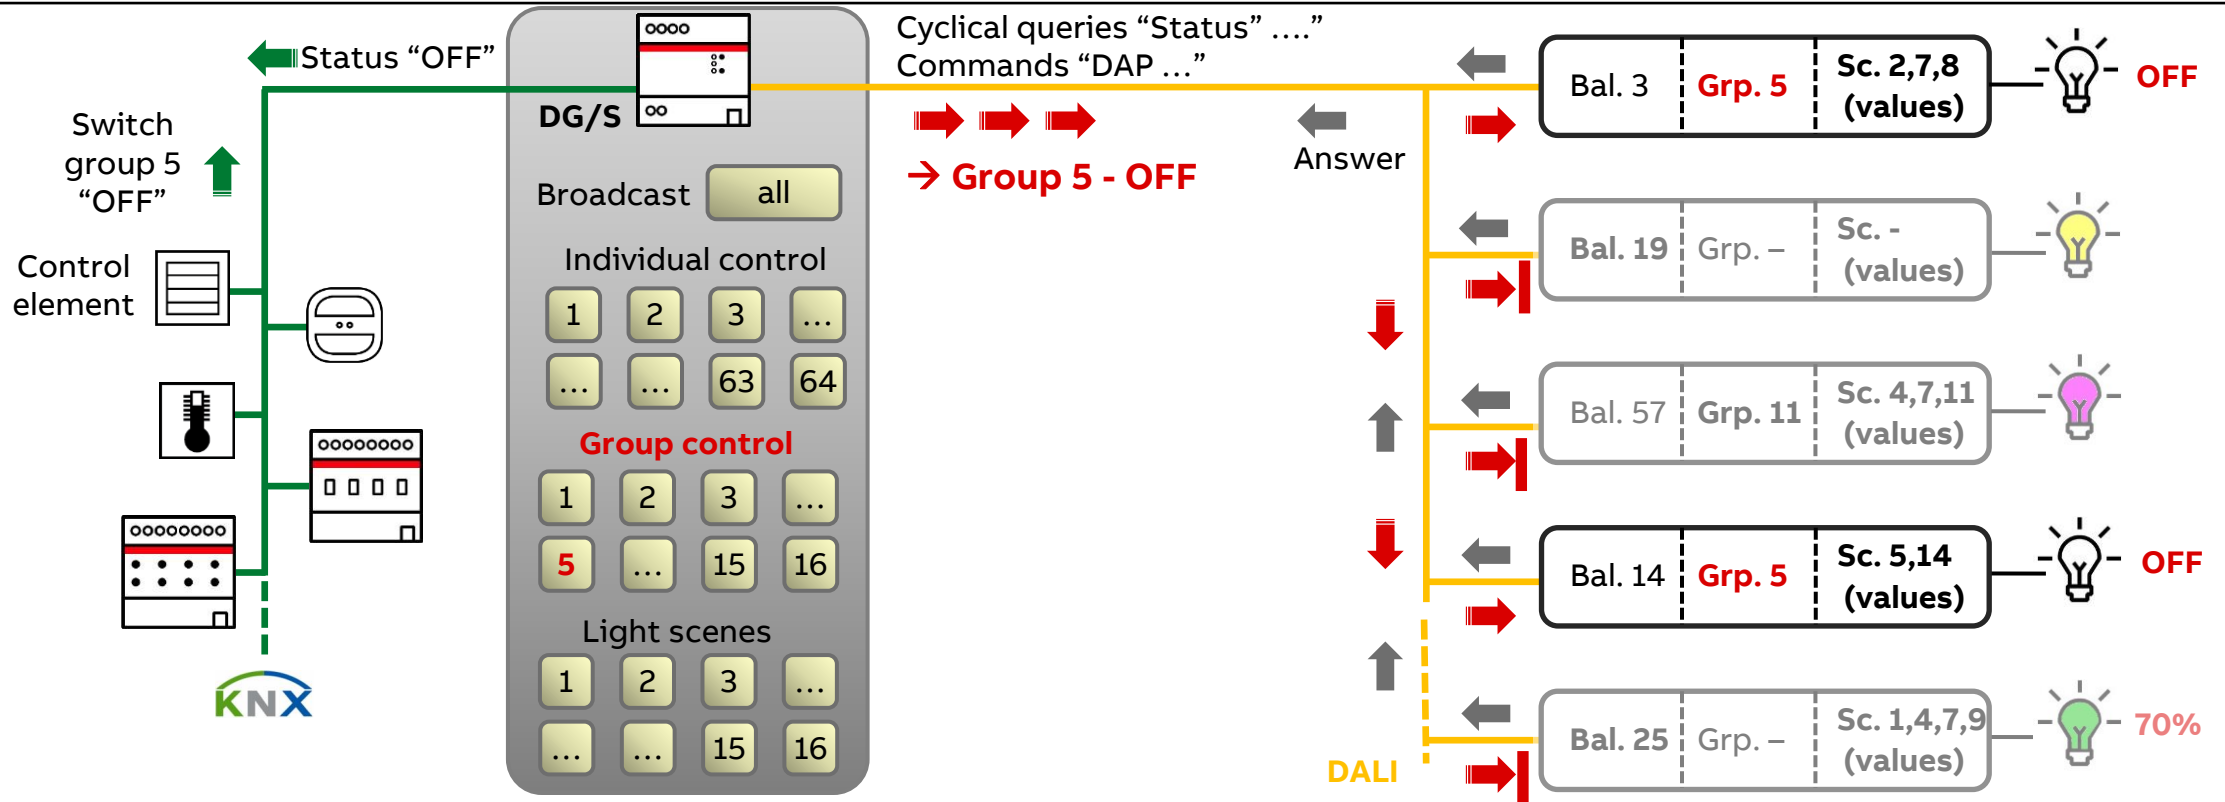 Status “OFF”
Switch
group 5
“OFF”
Control
element
KNX
DG/S
Broadcast
all
Individual control
1 2 3 ...
... ... 63 64
Group control
1 2 3 ...
5 ... 15 16
Light scenes
1 2 3 ...
... ... 15 16
Cyclical queries “Status” ....”
Commands “DAP ...”
→ Group 5 - OFF
Answer
DALI
Bal. 3
Grp. 5
Sc. 2,7,8
(values)
OFF
Bal. 19
Grp. –
Sc. -
(values)
Bal. 57
Grp. 11
Sc. 4,7,11
(values)
Bal. 14
Grp. 5
Sc. 5,14
(values)
OFF
Bal. 25
Grp. –
Sc. 1,4,7,9
(values)
70%